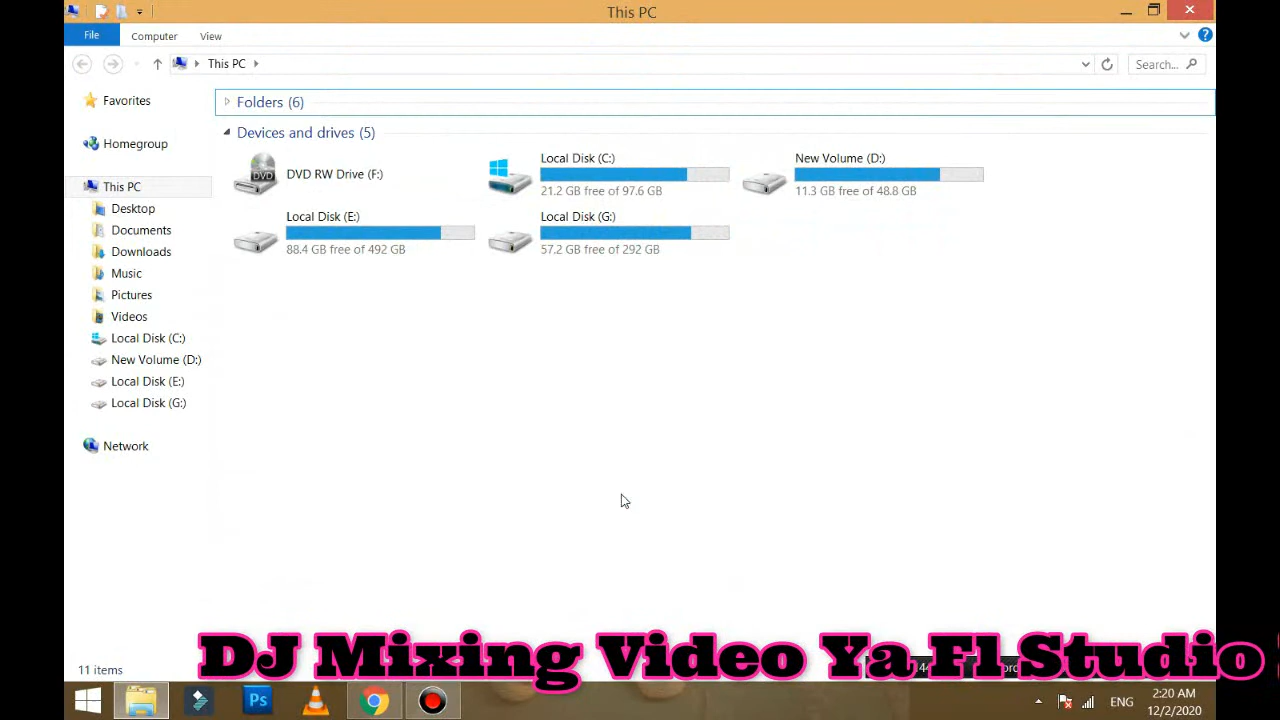 This PC
File
Computer
View
This PC
Search...
Favorites
Homegroup
This PC
Desktop
Documents
Downloads
Music
Pictures
Videos
Local Disk (C:)
New Volume (D:)
Local Disk (E:)
Local Disk (G:)
Network
Folders (6)
Devices and drives (5)
DVD
DVD RW Drive (F:)
Local Disk (C:)
21.2 GB free of 97.6 GB
New Volume (D:)
11.3 GB free of 48.8 GB
Local Disk (E:)
88.4 GB free of 492 GB
Local Disk (G:)
57.2 GB free of 292 GB
11 items
DJ Mixing Video Ya Fl Studio
Ps
ENG
2:20 AM
12/2/2020